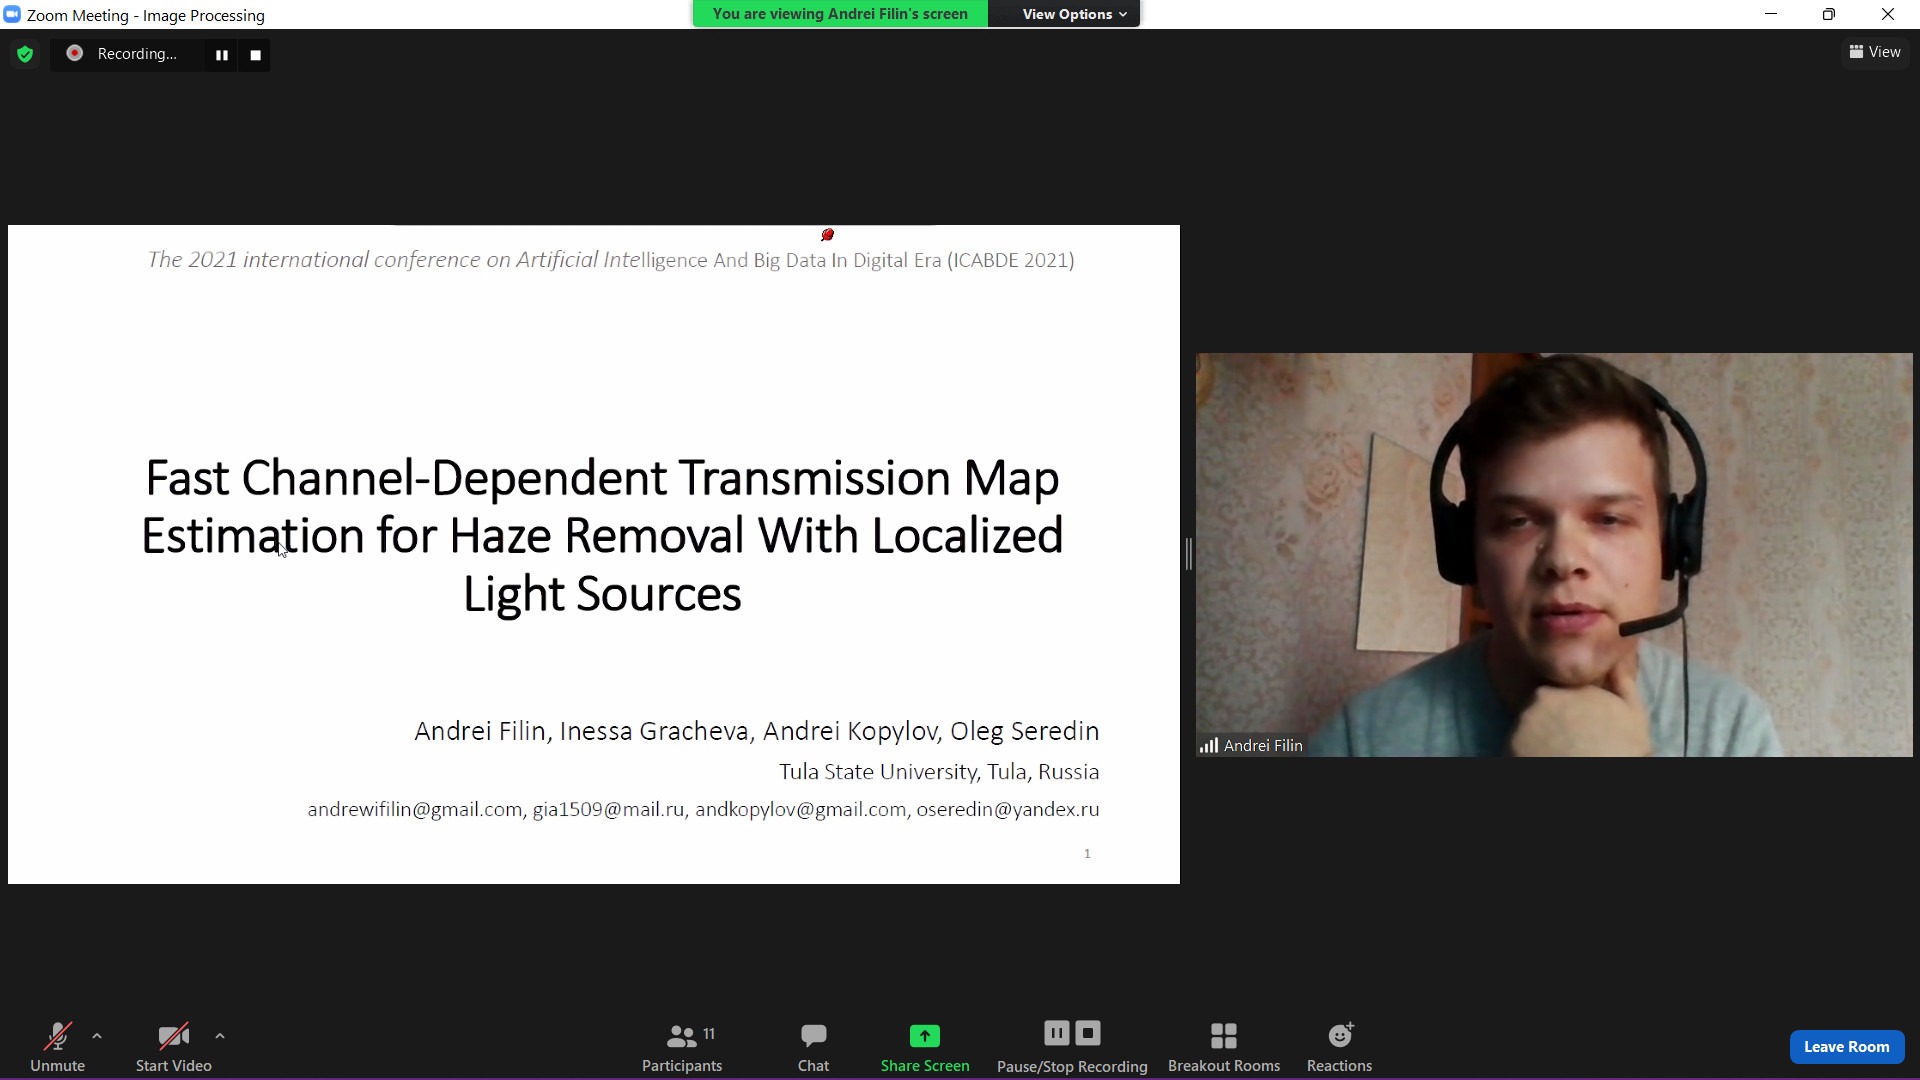 Zoom Meeting - Image Processing
You are viewing Andrei Filin's screen
View Options
Recording...
View
The 2021 international conference on Artificial Intelligence And Big Data In Digital Era (ICABDE 2021)
Fast Channel-Dependent Transmission Map
Estimation for Haze Removal With Localized
Light Sources
Andrei Filin, Inessa Gracheva, Andrei Kopylov, Oleg Seredin
Tula State University, Tula, Russia
andrewifilin@gmail.com, gia1509@mail.ru, andkopylov@gmail.com, oseredin@yandex.ru
1
Andrei Filin
Unmute
Start Video
11
Participants
Chat
Share Screen
Pause/Stop Recording
Breakout Rooms
Reactions
Leave Room